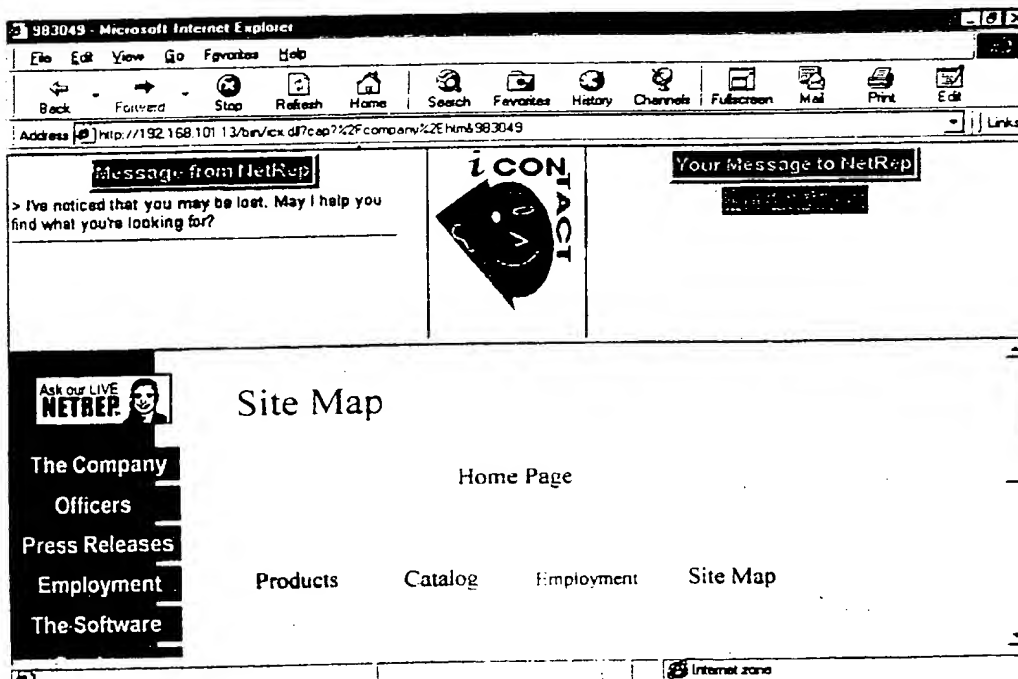 983049 - Microsoft Internet Explorer
File Edit View Go Favorites Help
Back Forward Stop Refresh Home Search Favorites History Channels Fullscreen Mail Print Edit
Address http://192.168.101.13/bin/icx.dll?cap?%2Fcompany%2Ehtm&983049 Links
Message from NetRep
> I've noticed that you may be lost. May I help you
find what you're looking for?
i CONTACT
Your Message to NetRep
Ask our LIVE
NETREP.
The Company
Officers
Press Releases
Employment
The Software
Site Map
Home Page
Products Catalog Employment Site Map
Internet zone